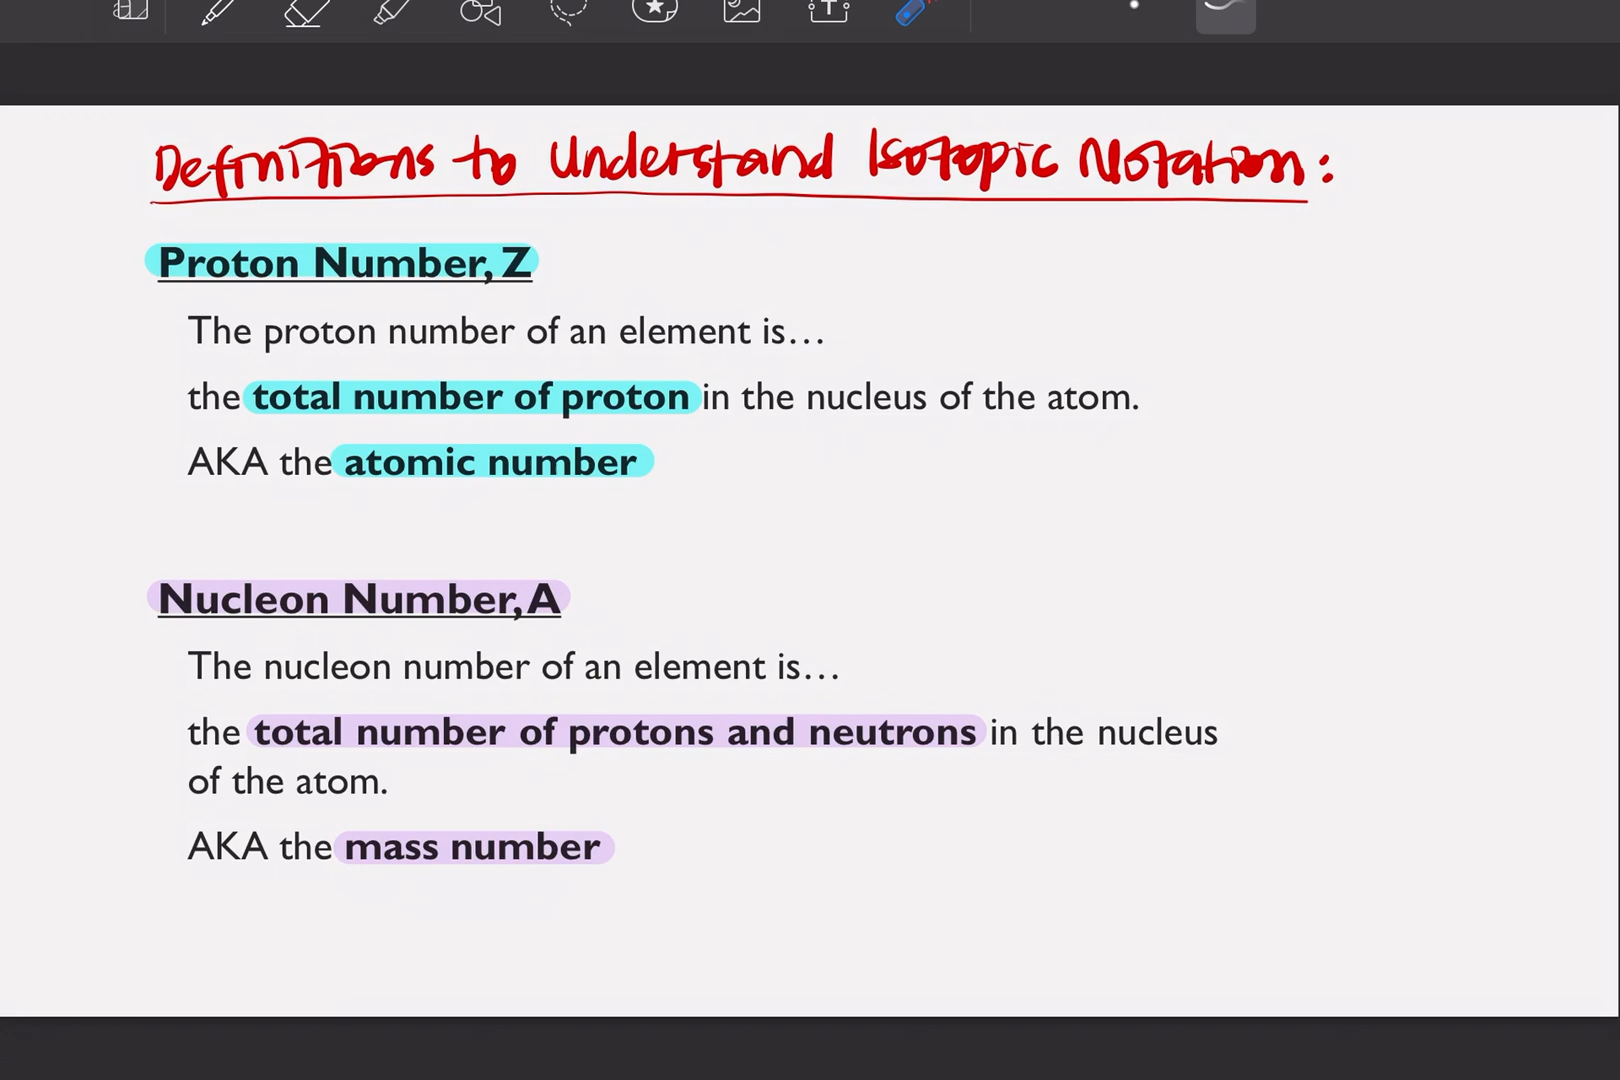 Definitions to Understand Isotopic Notation:
Proton Number, Z
The proton number of an element is…
the total number of proton in the nucleus of the atom.
AKA the atomic number
Nucleon Number, A
The nucleon number of an element is…
the total number of protons and neutrons in the nucleus
of the atom.
AKA the mass number